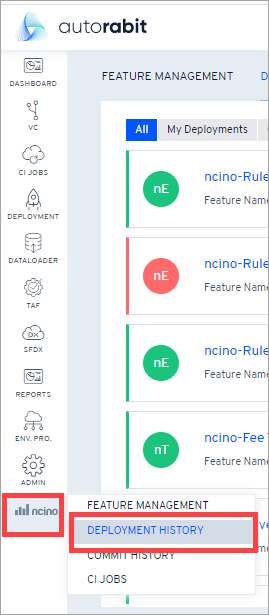 autorabit
FEATURE MANAGEMENT
DASHBOARD
All
My Deployments
VC
nE
ncino-Rule
Feature Name
CI JOBS
DEPLOYMENT
nE
ncino-Rule
Feature Name
DATALOADER
TAF
DX
SFDX
nE
ncino-Rule
Feature Name
REPORTS
ENV. PRO.
nT
ncino-Fee
Feature Name
ADMIN
ncino
FEATURE MANAGEMENT
DEPLOYMENT HISTORY
COMMIT HISTORY
CI JOBS